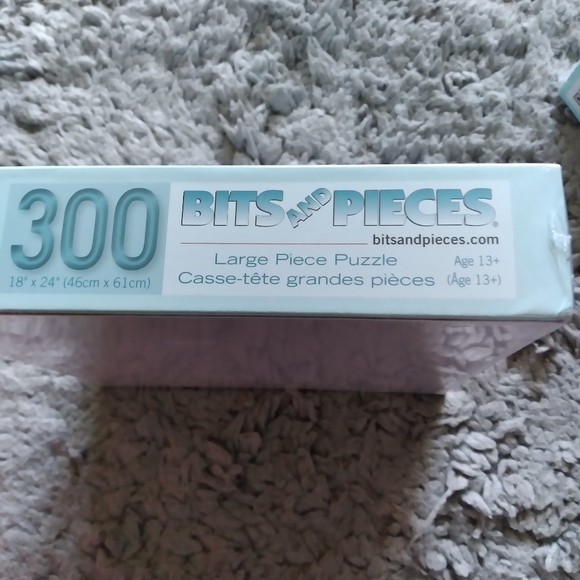 300
18" x 24" (46cm x 61cm)
BITS AND PIECES®
bitsandpieces.com
Large Piece Puzzle
Age 13+
Casse-tête grandes pièces
(Âge 13+)